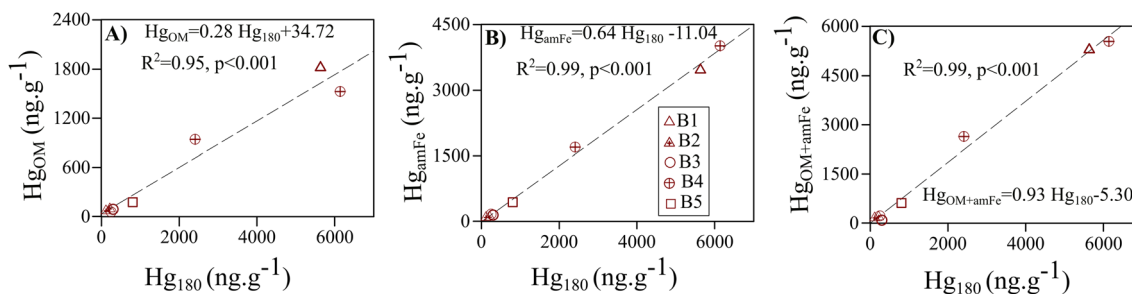 A) Hg_OM=0.28 Hg_180+34.72
R²=0.95, p<0.001
2400
1800
1200
600
0
Hg_OM (ng.g⁻¹)
0 2000 4000 6000
Hg_180 (ng.g⁻¹)
B) Hg_amFe=0.64 Hg_180 -11.04
R²=0.99, p<0.001
4500
3000
1500
0
Hg_amFe (ng.g⁻¹)
B1
B2
B3
B4
B5
0 2000 4000 6000
Hg_180 (ng.g⁻¹)
C)
R²=0.99, p<0.001
Hg_OM+amFe=0.93 Hg_180-5.30
6000
3000
0
Hg_OM+amFe (ng.g⁻¹)
0 2000 4000 6000
Hg_180 (ng.g⁻¹)